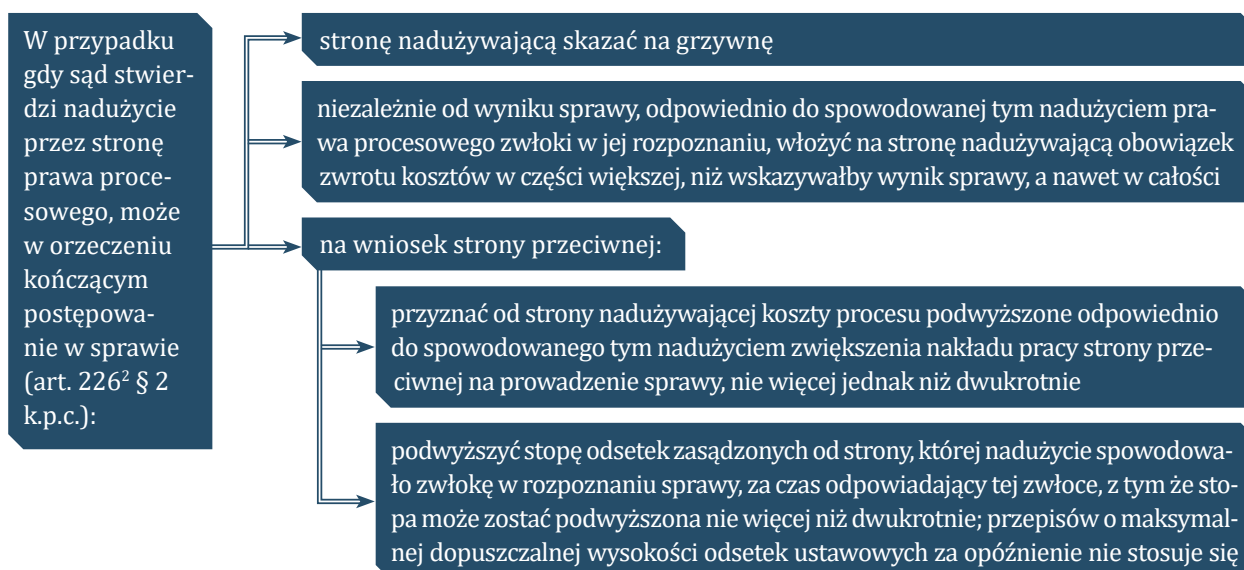 W przypadku
gdy sąd stwier-
dzi nadużycie
przez stronę
prawa proce-
sowego, może
w orzeczeniu
kończącym
postępowa-
nie w sprawie
(art. 226² § 2
k.p.c.):
stronę nadużywającą skazać na grzywnę
niezależnie od wyniku sprawy, odpowiednio do spowodowanej tym nadużyciem pra-
wa procesowego zwłoki w jej rozpoznaniu, włożyć na stronę nadużywającą obowiązek
zwrotu kosztów w części większej, niż wskazywałby wynik sprawy, a nawet w całości
na wniosek strony przeciwnej:
przyznać od strony nadużywającej koszty procesu podwyższone odpowiednio
do spowodowanego tym nadużyciem zwiększenia nakładu pracy strony prze-
ciwnej na prowadzenie sprawy, nie więcej jednak niż dwukrotnie
podwyższyć stopę odsetek zasądzonych od strony, której nadużycie spowodowa-
ło zwłokę w rozpoznaniu sprawy, za czas odpowiadający tej zwłoce, z tym że sto-
pa może zostać podwyższona nie więcej niż dwukrotnie; przepisów o maksymal-
nej dopuszczalnej wysokości odsetek ustawowych za opóźnienie nie stosuje się